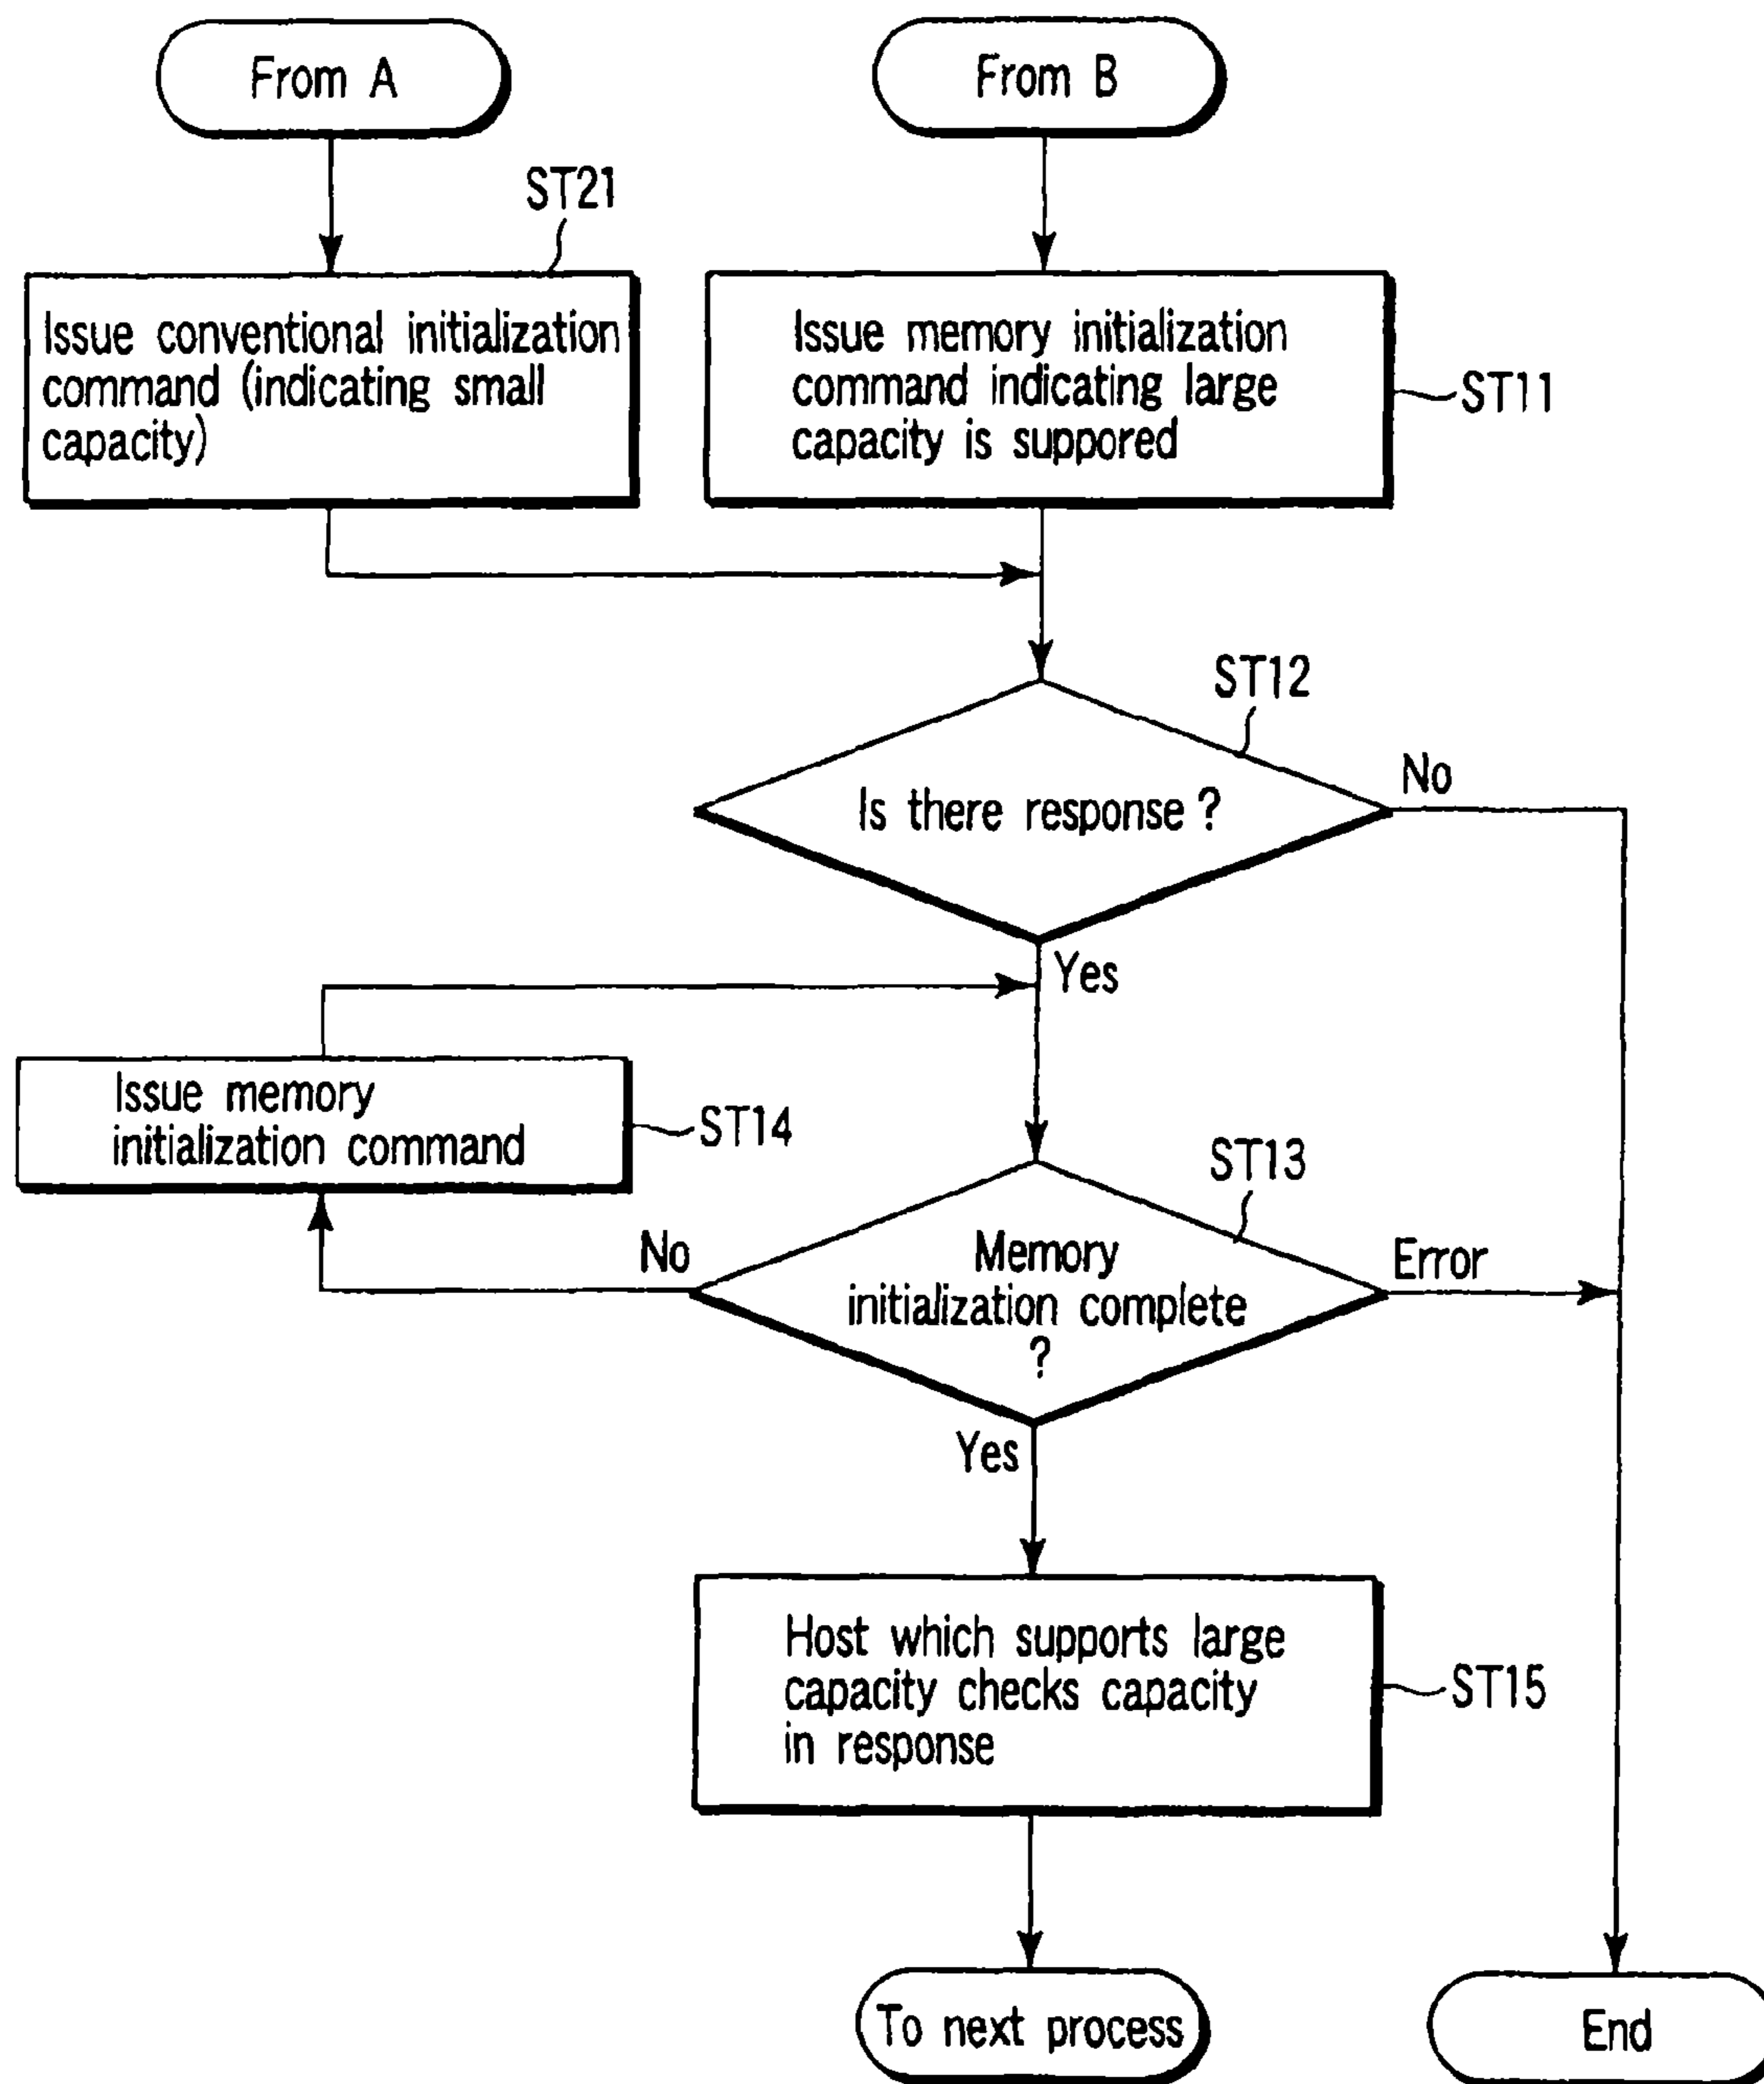 From A
From B
ST21
Issue conventional initialization
command (indicating small
capacity)
Issue memory initialization
command indicating large
capacity is suppored
ST11
ST12
Is there response ?
No
Yes
Issue memory
initialization command
ST14
ST13
No
Memory
initialization complete
?
Error
Yes
Host which supports large
capacity checks capacity
in response
ST15
To next process
End